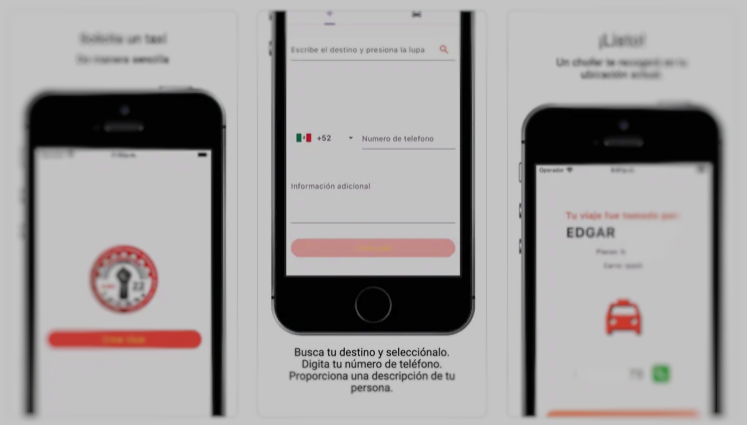 Solicita un taxi
De manera sencilla
Escribe el destino y presiona la lupa
+52
Numero de telefono
Información adicional
Busca tu destino y selecciónalo.
Digita tu número de teléfono.
Proporciona una descripción de tu
persona.
¡Listo!
Un chofer te recogerá en tu
ubicación actual
Operador
Tu viaje fue tomado por:
EDGAR